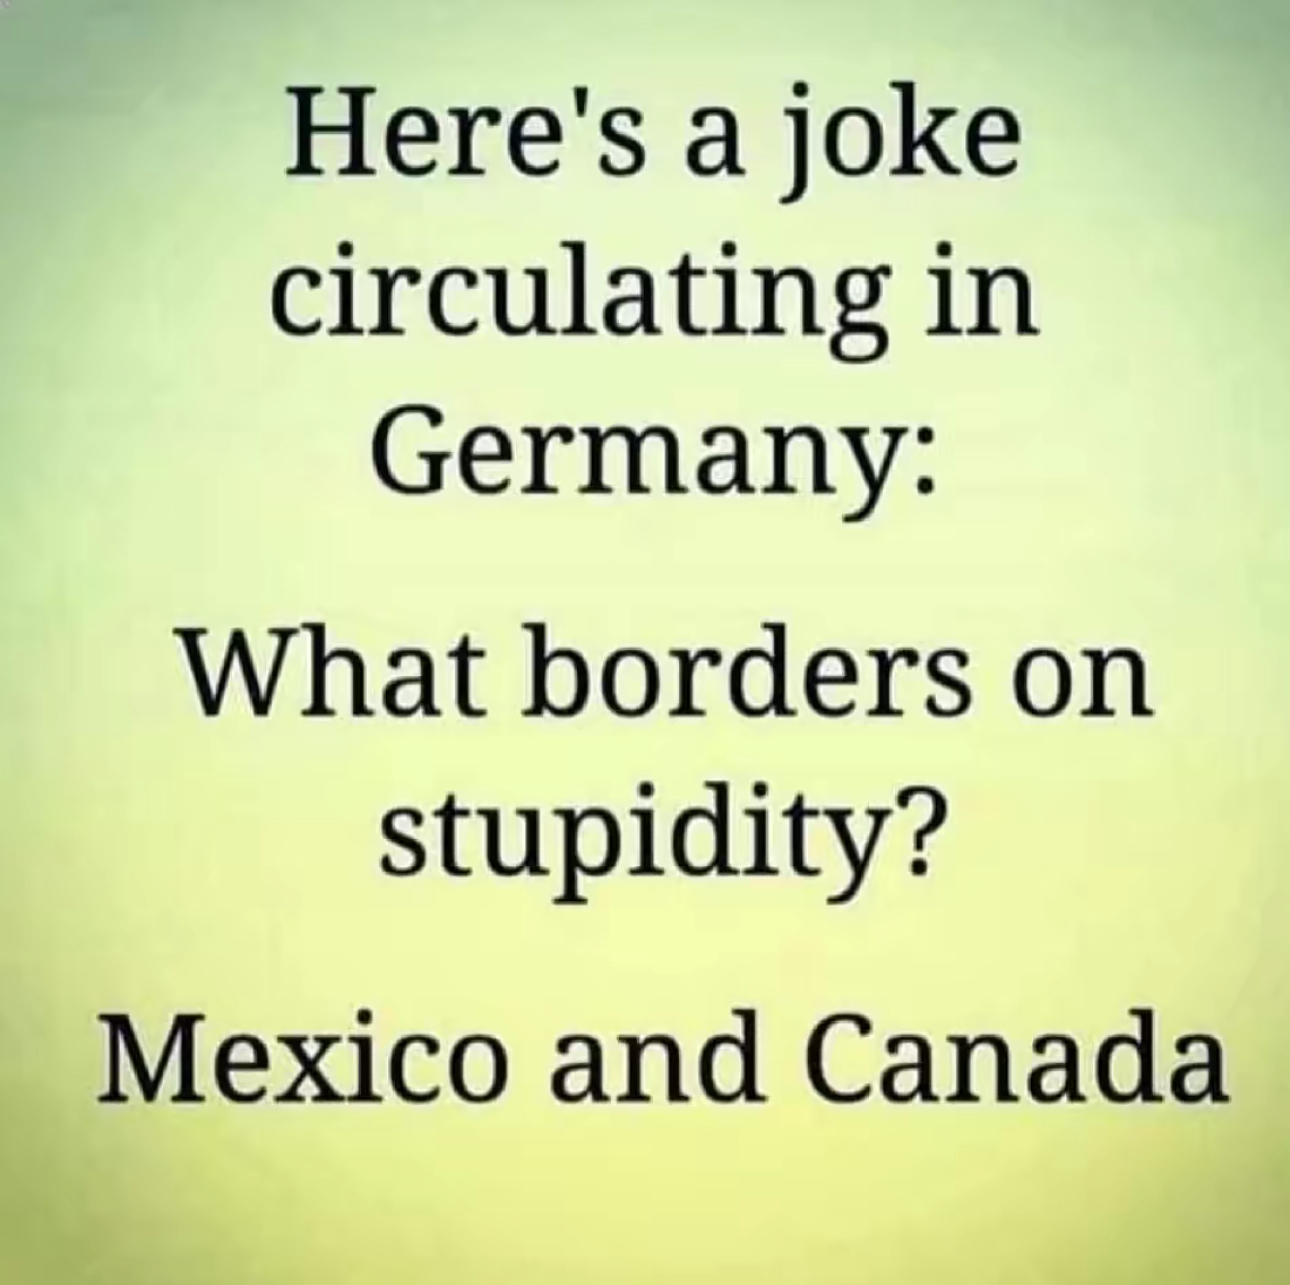 Here's a joke
circulating in
Germany:
What borders on
stupidity?
Mexico and Canada